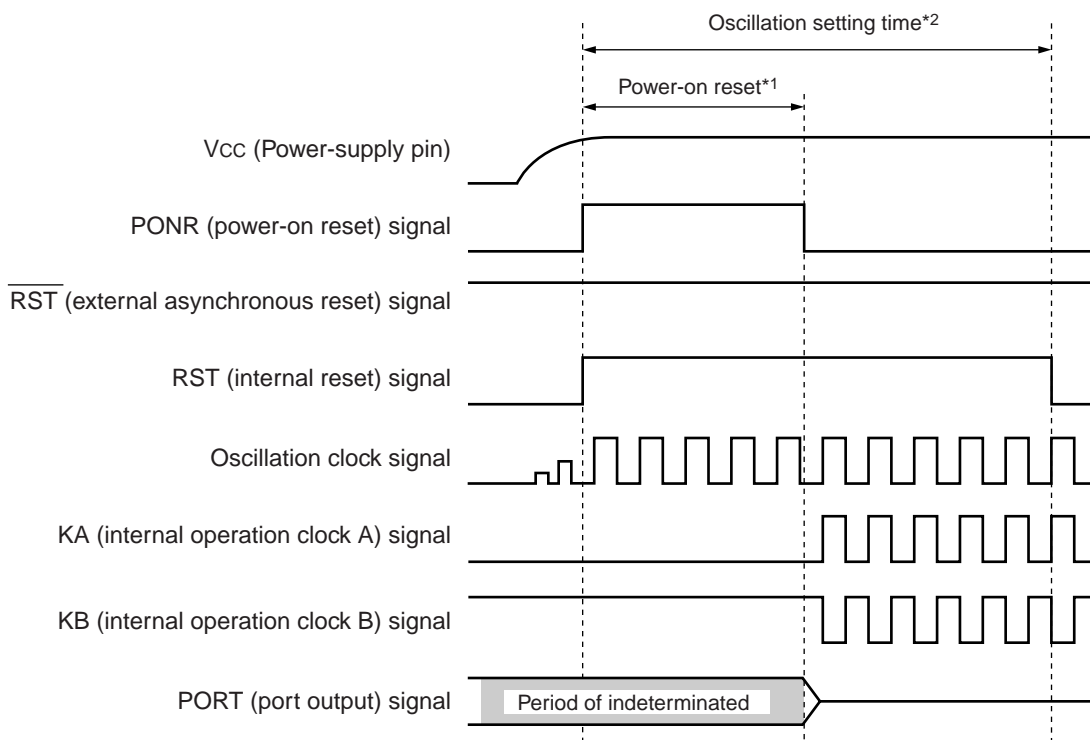 Oscillation setting time*2
Power-on reset*1
Vcc (Power-supply pin)
PONR (power-on reset) signal
RST (external asynchronous reset) signal
RST (internal reset) signal
Oscillation clock signal
KA (internal operation clock A) signal
KB (internal operation clock B) signal
PORT (port output) signal
Period of indeterminated